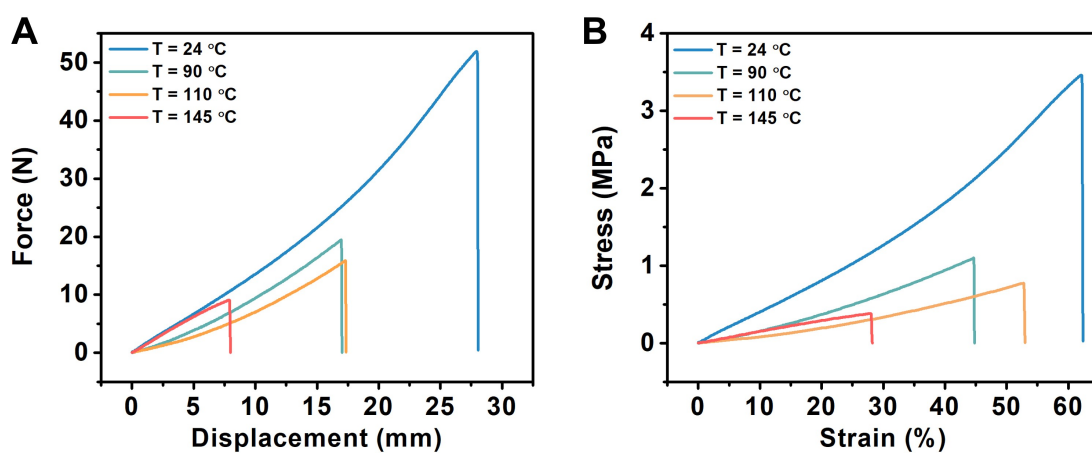 A
T = 24 °C
T = 90 °C
T = 110 °C
T = 145 °C
50
40
30
20
10
0
Force (N)
0 5 10 15 20 25 30
Displacement (mm)
B
T = 24 °C
T = 90 °C
T = 110 °C
T = 145 °C
4
3
2
1
0
Stress (MPa)
0 10 20 30 40 50 60
Strain (%)